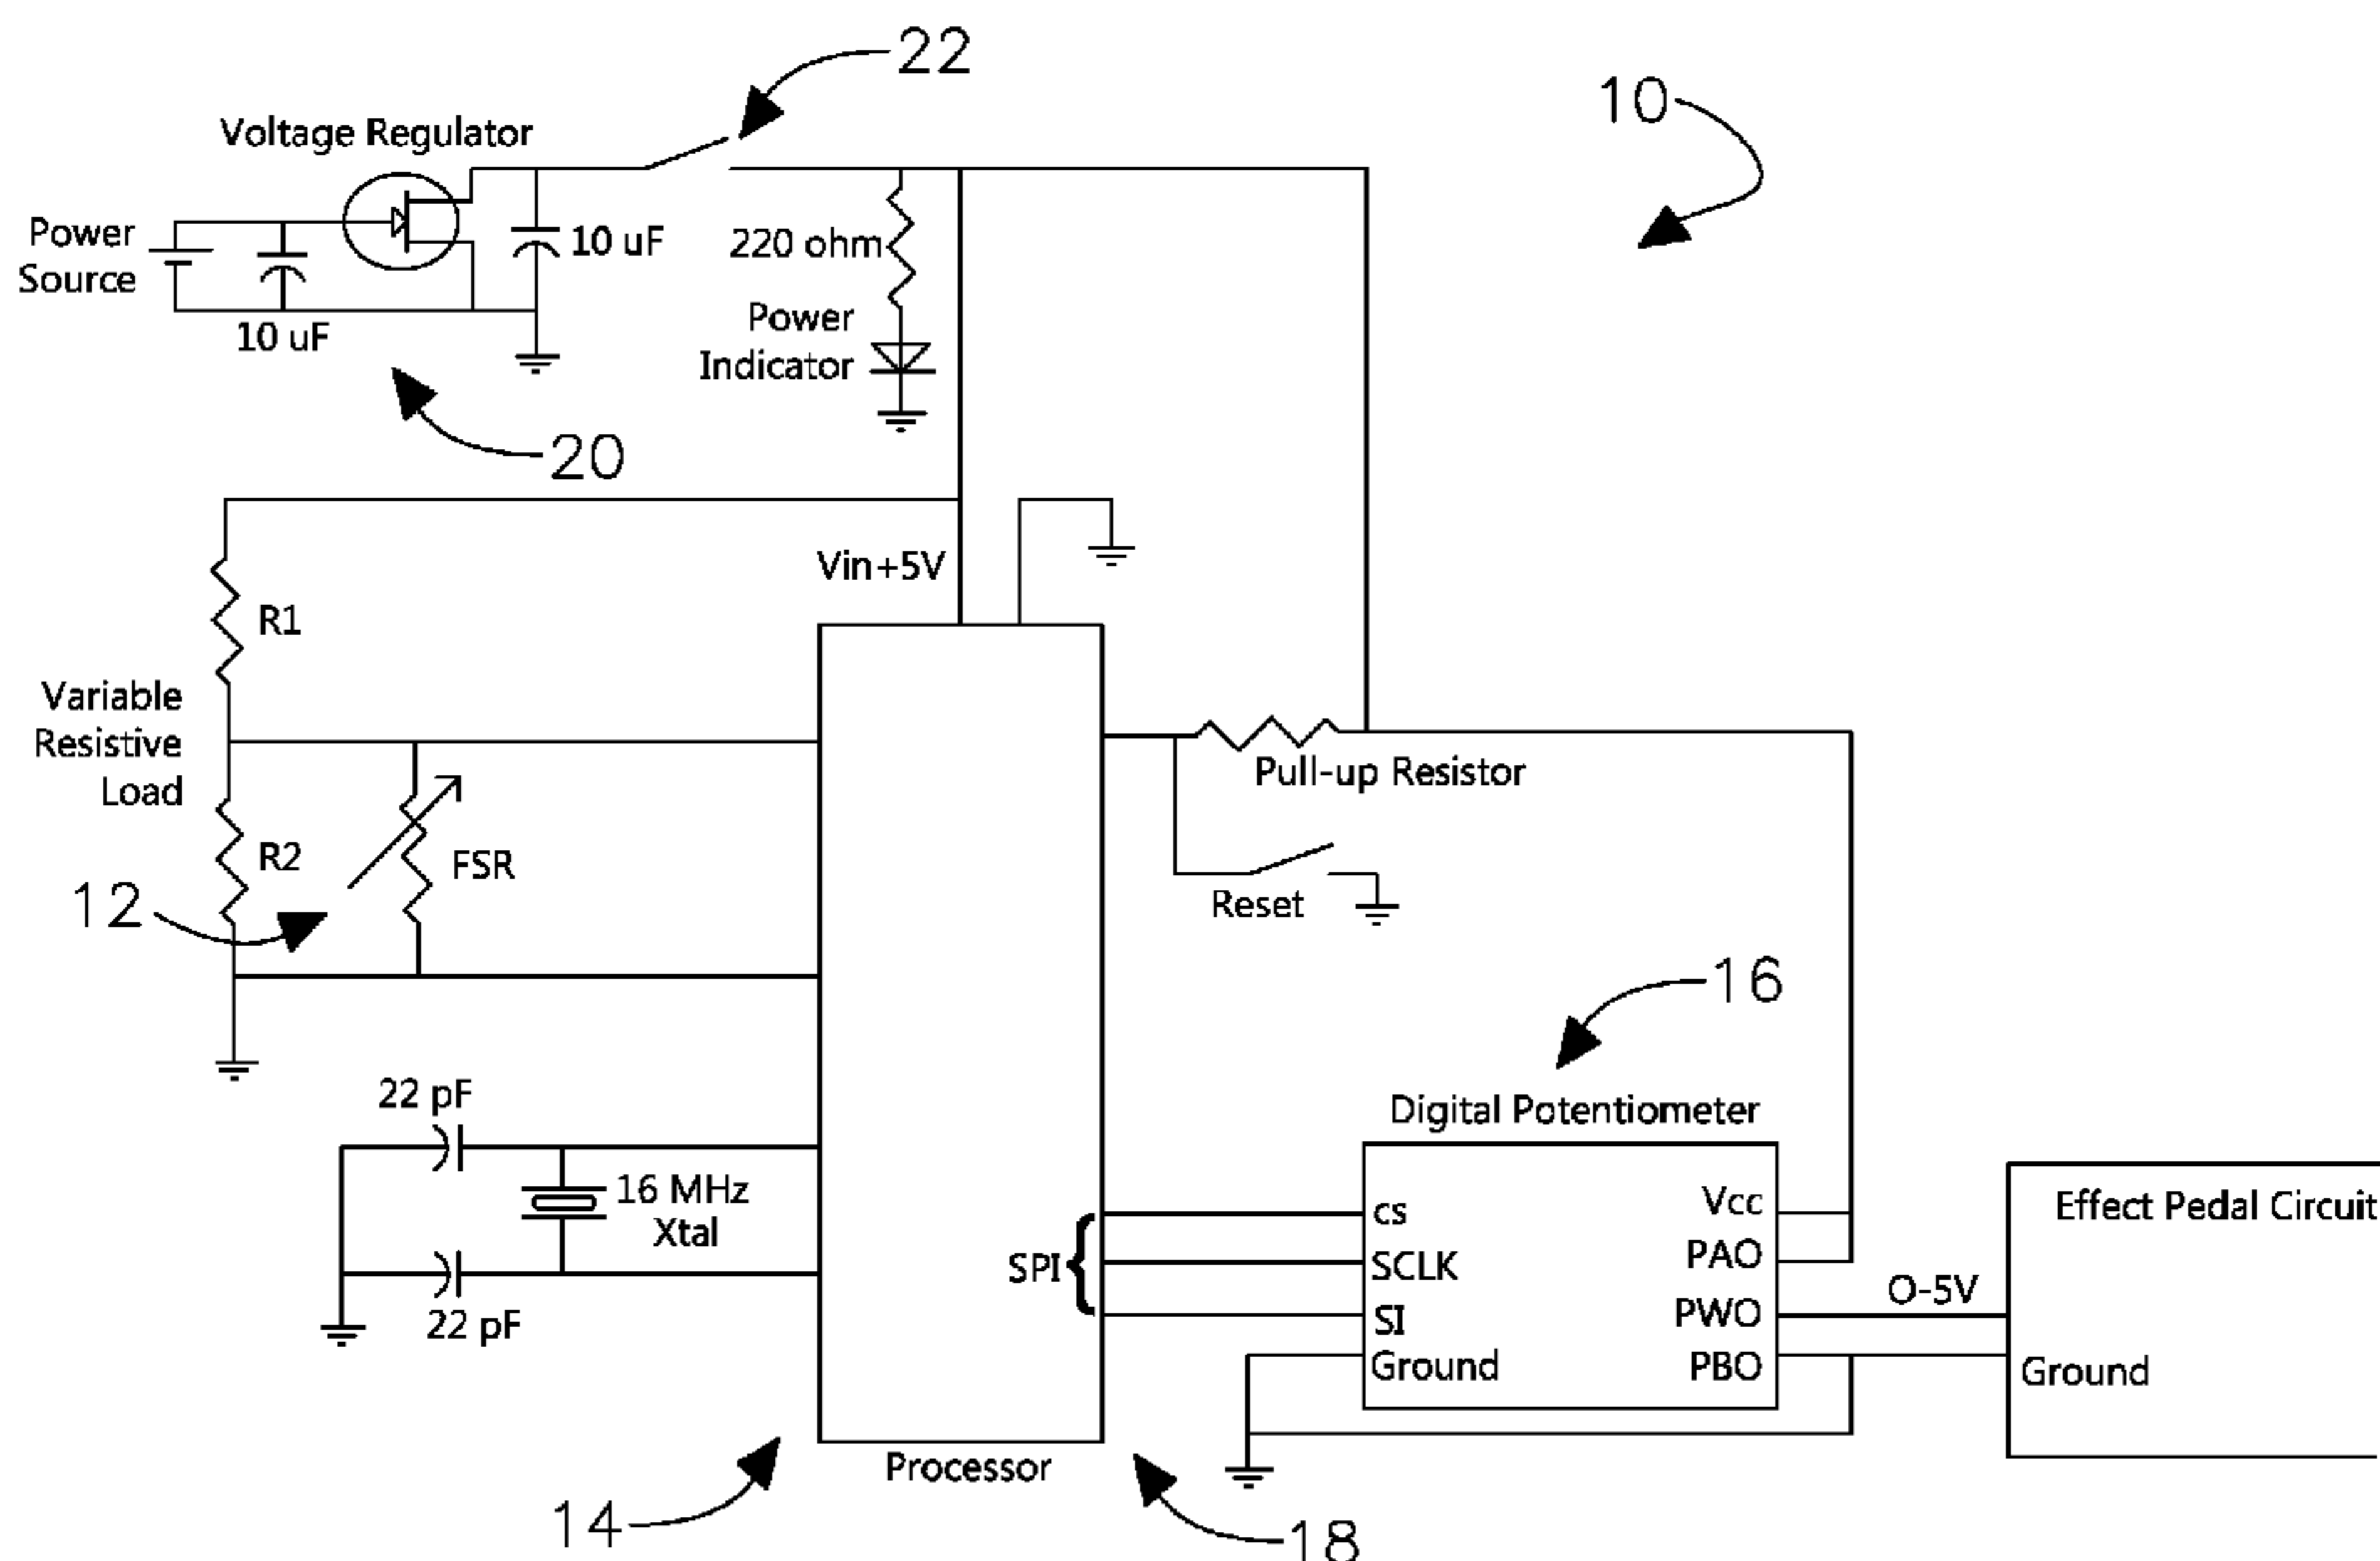 22
10
Voltage Regulator
Power
Source
10 uF
10 uF
220 ohm
Power
Indicator
20
Vin+5V
R1
Variable
Resistive
Load
R2
FSR
12
Pull-up Resistor
Reset
16
22 pF
16 MHz
Xtal
22 pF
Digital Potentiometer
SPI
cs
SCLK
SI
Ground
Vcc
PAO
PWO
PBO
O-5V
Effect Pedal Circuit
Ground
Processor
14
18